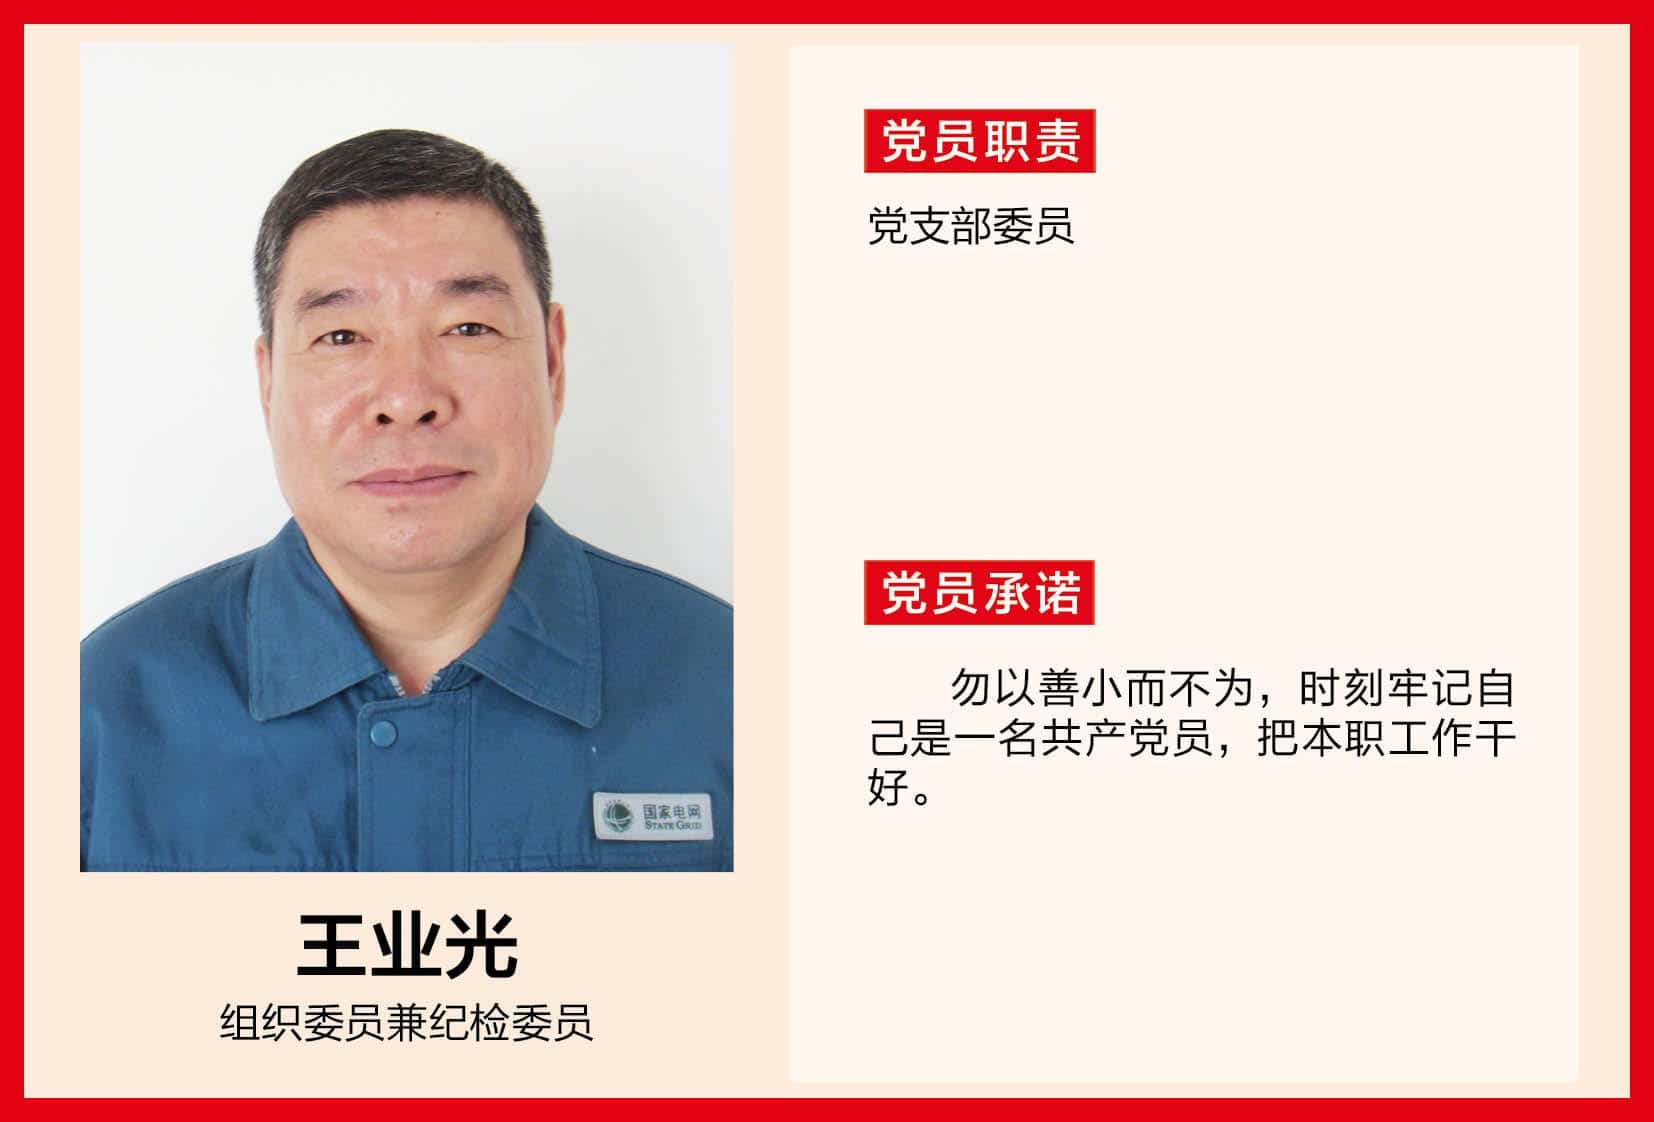 党员职责
党支部委员
党员承诺
勿以善小而不为，时刻牢记自
己是一名共产党员，把本职工作干
好。
国家电网
STATE GRID
王业光
组织委员兼纪检委员